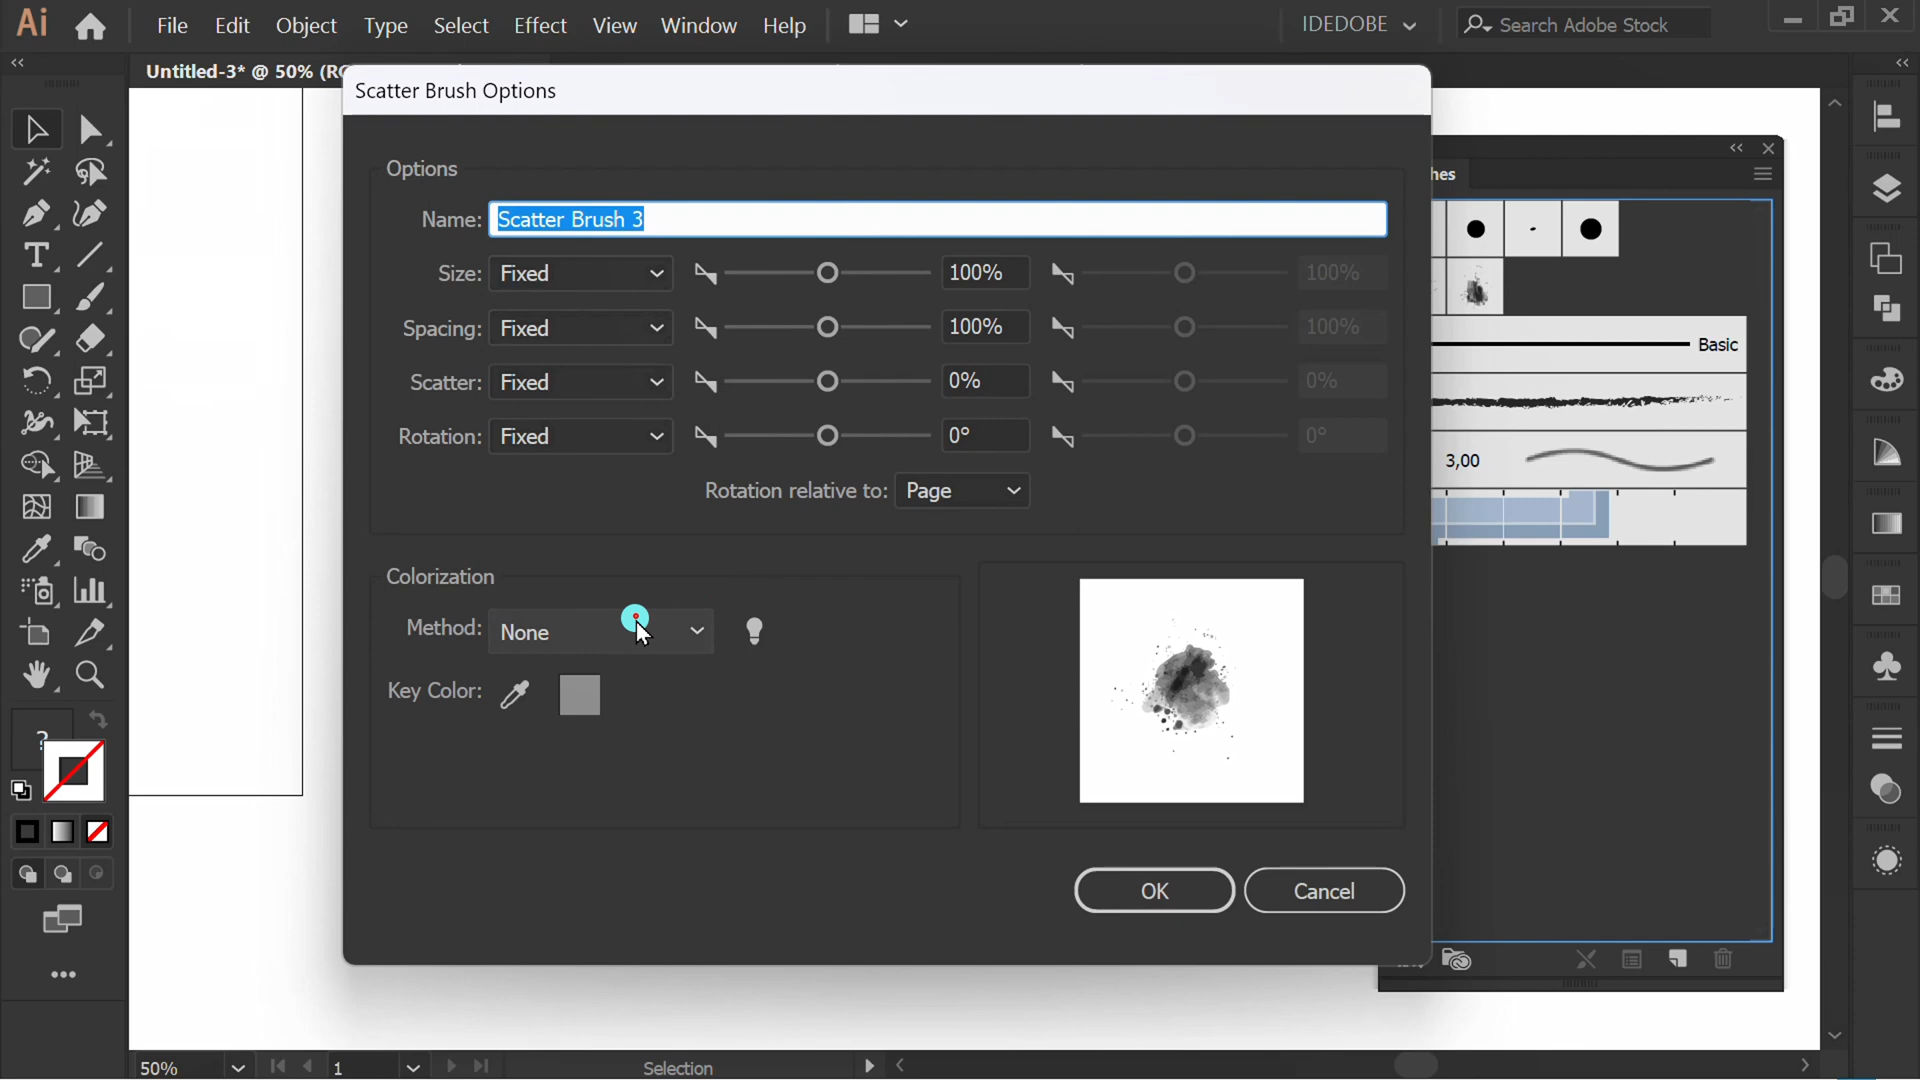 Ai File Edit Object Type Select Effect View Window Help IDEDOBE Search Adobe Stock
Untitled-3* @ 50% (RG
Scatter Brush Options
Options
Name: Scatter Brush 3
Size: Fixed 100% 100%
Spacing: Fixed 100% 100%
Scatter: Fixed 0% 0%
Rotation: Fixed 0° 0°
Rotation relative to: Page
hes
Basic
3,00
Colorization
Method: None
Key Color:
?
OK Cancel
50% 1 Selection